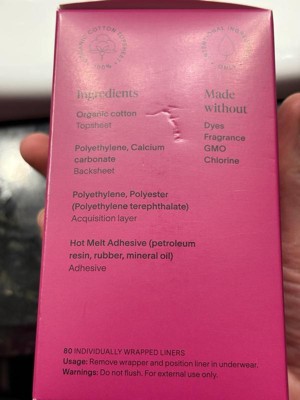 Ingredients
Organic cotton
Topsheet
Polyethylene, Calcium
carbonate
Backsheet
Polyethylene, Polyester
(Polyethylene terephthalate)
Acquisition layer
Hot Melt Adhesive (petroleum
resin, rubber, mineral oil)
Adhesive
Made
without
Dyes
Fragrance
GMO
Chlorine
80 INDIVIDUALLY WRAPPED LINERS
Usage: Remove wrapper and position liner in underwear.
Warnings: Do not flush. For external use only.